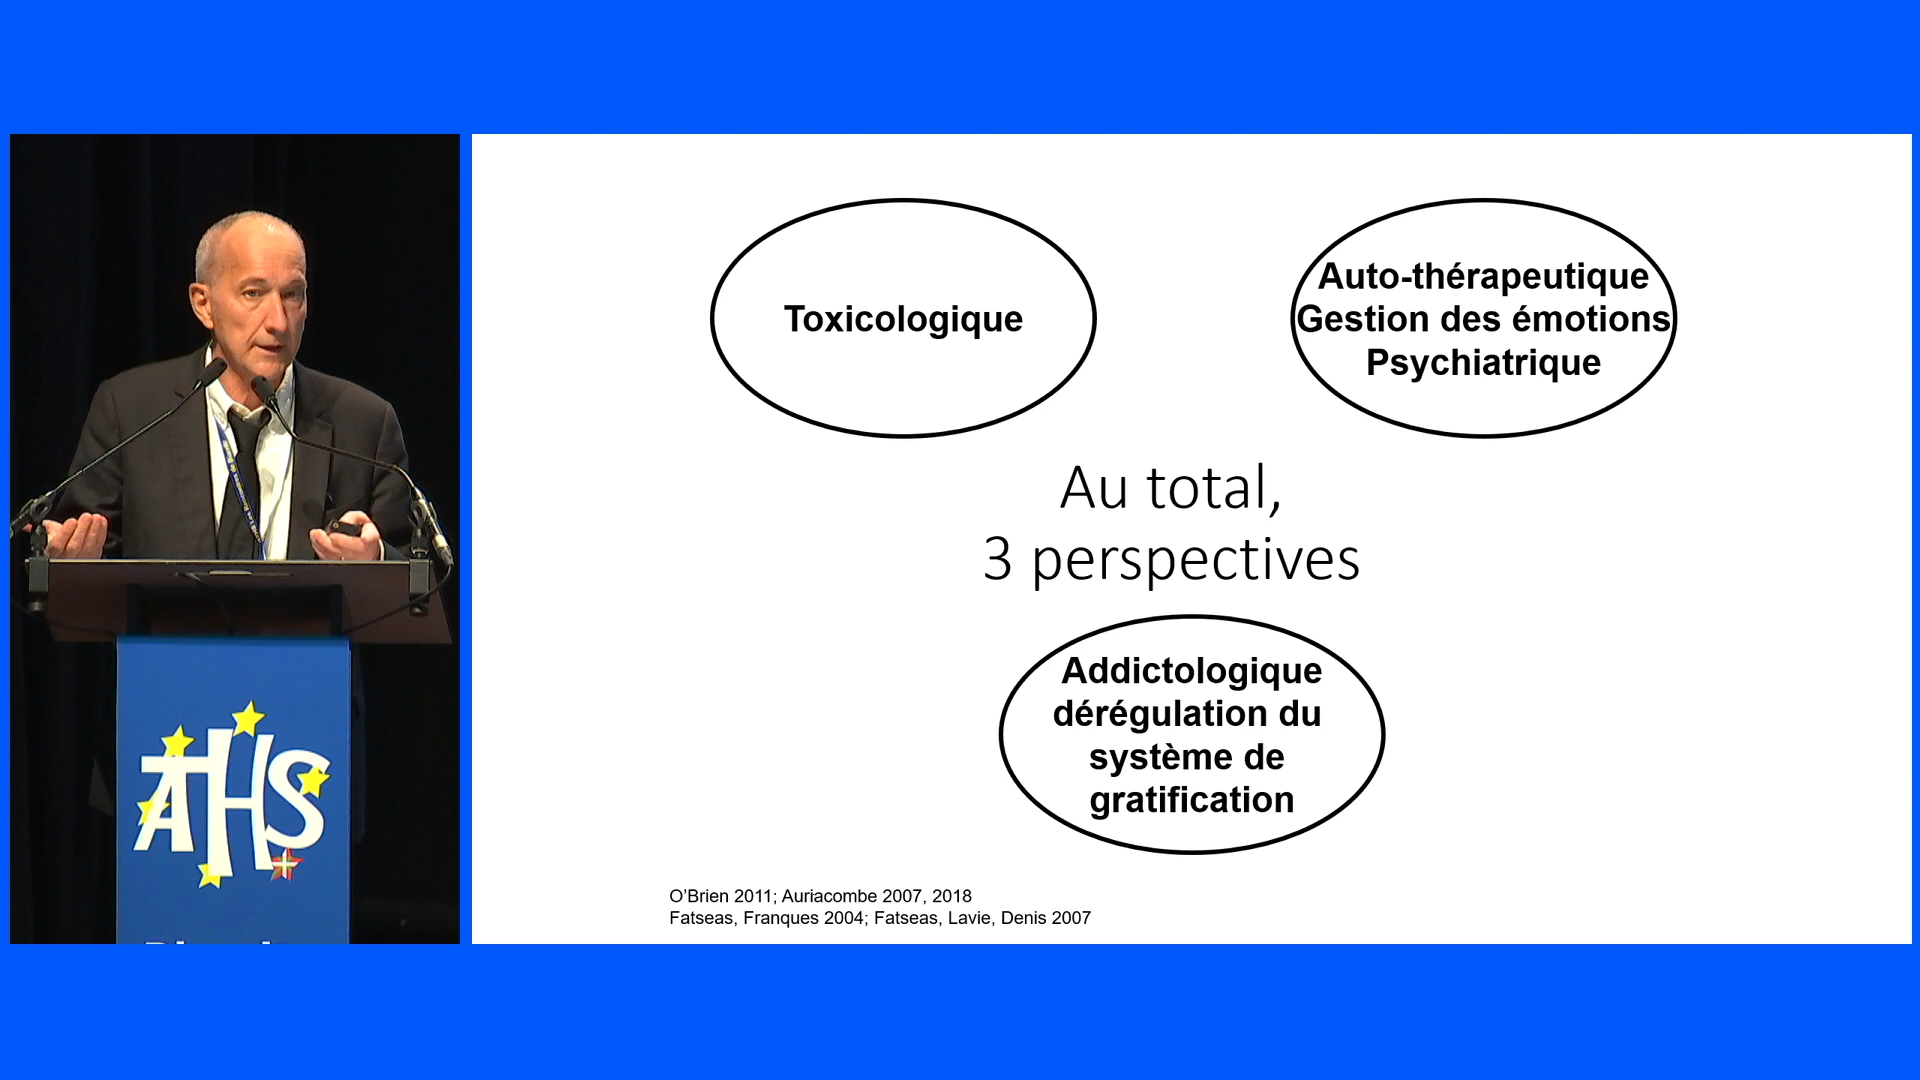 Toxicologique
Auto-thérapeutique
Gestion des émotions
Psychiatrique
Au total,
3 perspectives
Addictologique
dérégulation du
système de
gratification
O'Brien 2011; Auriacombe 2007, 2018
Fatseas, Franques 2004; Fatseas, Lavie, Denis 2007
AHS